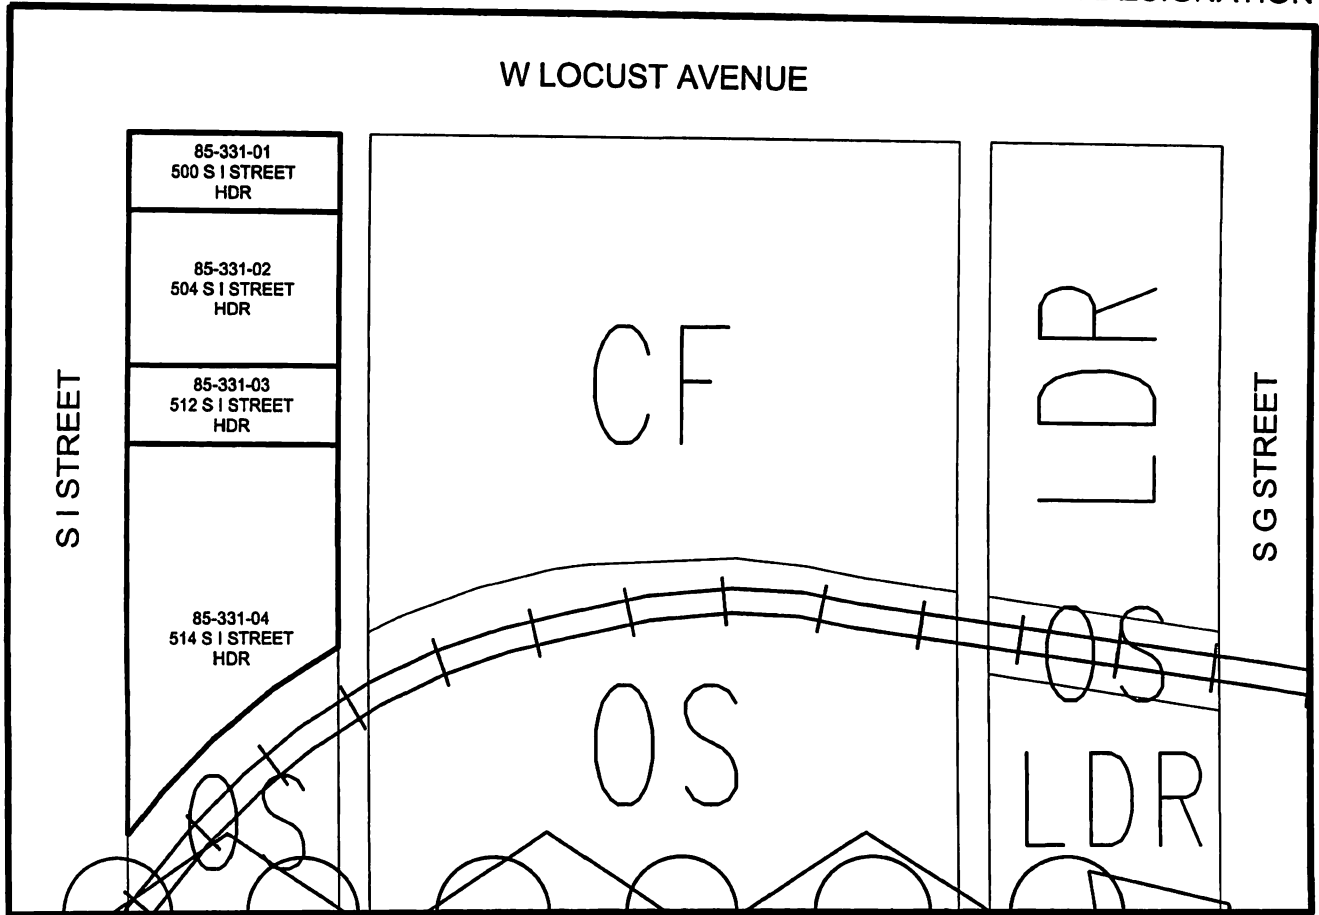 W LOCUST AVENUE
85-331-01
500 S I STREET
HDR
85-331-02
504 S I STREET
HDR
85-331-03
512 S I STREET
HDR
85-331-04
514 S I STREET
HDR
S I STREET
CF
LDR
S G STREET
OS
OS
OS
LDR